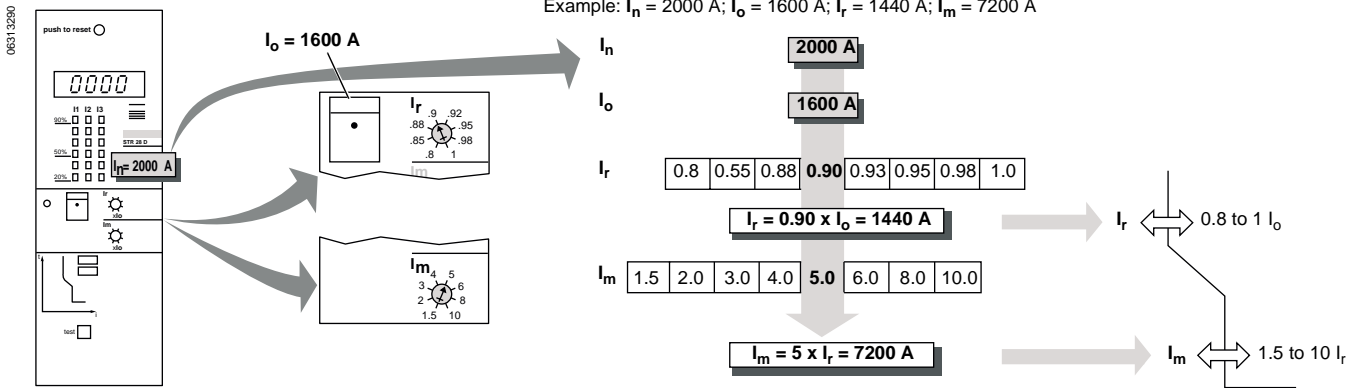 06313290
Example: In = 2000 A; Io = 1600 A; Ir = 1440 A; Im = 7200 A
push to reset
0000
I1 I2 I3
90%
50%
20%
STR 28 D
In= 2000 A
Ir
xIo
Im
xIo
t
i
test
Io = 1600 A
Ir
.8 .85 .88 .9 .92 .95 .98 1
Im
Im
1.5 2 3 4 5 6 8 10
In 2000 A
Io 1600 A
Ir 0.8 0.55 0.88 0.90 0.93 0.95 0.98 1.0
Ir = 0.90 x Io = 1440 A
Im 1.5 2.0 3.0 4.0 5.0 6.0 8.0 10.0
Im = 5 x Ir = 7200 A
Ir 0.8 to 1 Io
Im 1.5 to 10 Ir